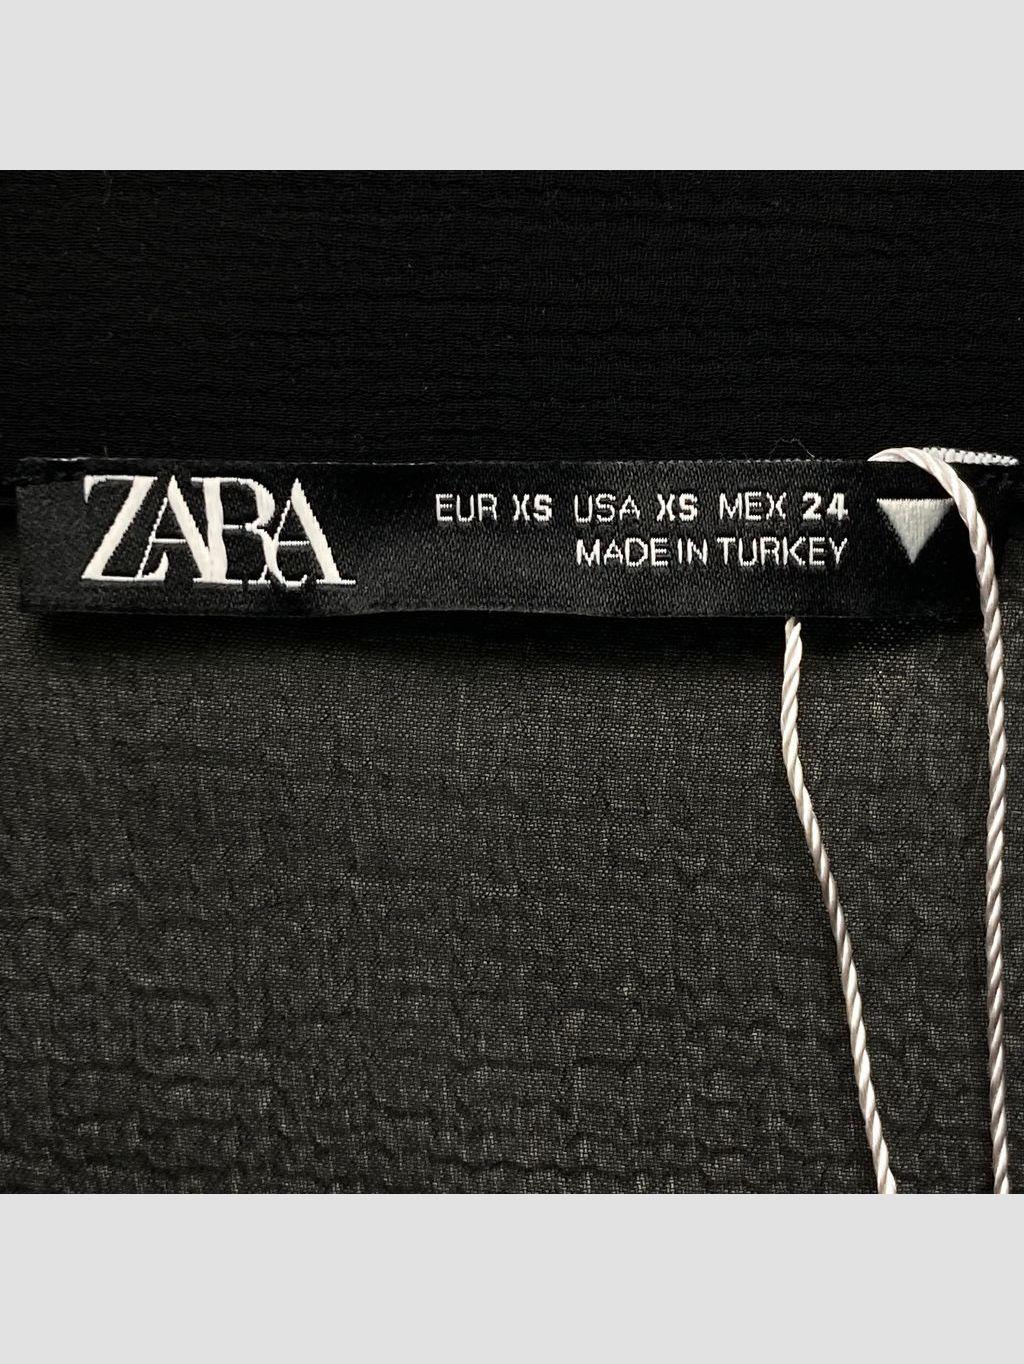 ZARA
EUR XS USA XS MEX 24
MADE IN TURKEY